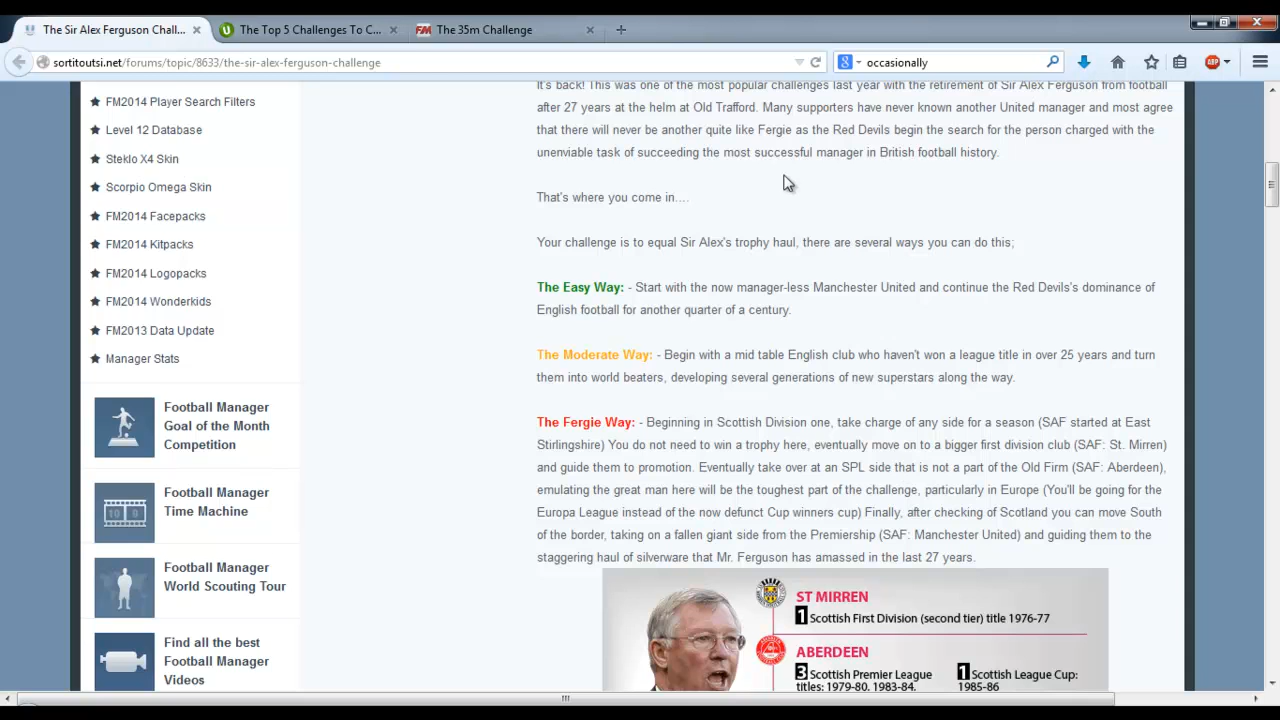 The Sir Alex Ferguson Chall...
The Top 5 Challenges To C...
FM The 35m Challenge
sortitoutsi.net/forums/topic/8633/the-sir-alex-ferguson-challenge
occasionally
ABP
It's back! This was one of the most popular challenges last year with the retirement of Sir Alex Ferguson from football
after 27 years at the helm at Old Trafford. Many supporters have never known another United manager and most agree
that there will never be another quite like Fergie as the Red Devils begin the search for the person charged with the
unenviable task of succeeding the most successful manager in British football history.
That's where you come in....
Your challenge is to equal Sir Alex's trophy haul, there are several ways you can do this;
The Easy Way: - Start with the now manager-less Manchester United and continue the Red Devils's dominance of
English football for another quarter of a century.
The Moderate Way: - Begin with a mid table English club who haven't won a league title in over 25 years and turn
them into world beaters, developing several generations of new superstars along the way.
The Fergie Way: - Beginning in Scottish Division one, take charge of any side for a season (SAF started at East
Stirlingshire) You do not need to win a trophy here, eventually move on to a bigger first division club (SAF: St. Mirren)
and guide them to promotion. Eventually take over at an SPL side that is not a part of the Old Firm (SAF: Aberdeen),
emulating the great man here will be the toughest part of the challenge, particularly in Europe (You'll be going for the
Europa League instead of the now defunct Cup winners cup) Finally, after checking of Scotland you can move South
of the border, taking on a fallen giant side from the Premiership (SAF: Manchester United) and guiding them to the
staggering haul of silverware that Mr. Ferguson has amassed in the last 27 years.
ST MIRREN
1 Scottish First Division (second tier) title 1976-77
ABERDEEN
3 Scottish Premier League
titles: 1979-80, 1983-84,
1 Scottish League Cup:
1985-86
FM2014 Player Search Filters
Level 12 Database
Steklo X4 Skin
Scorpio Omega Skin
FM2014 Facepacks
FM2014 Kitpacks
FM2014 Logopacks
FM2014 Wonderkids
FM2013 Data Update
Manager Stats
Football Manager
Goal of the Month
Competition
Football Manager
Time Machine
Football Manager
World Scouting Tour
Find all the best
Football Manager
Videos